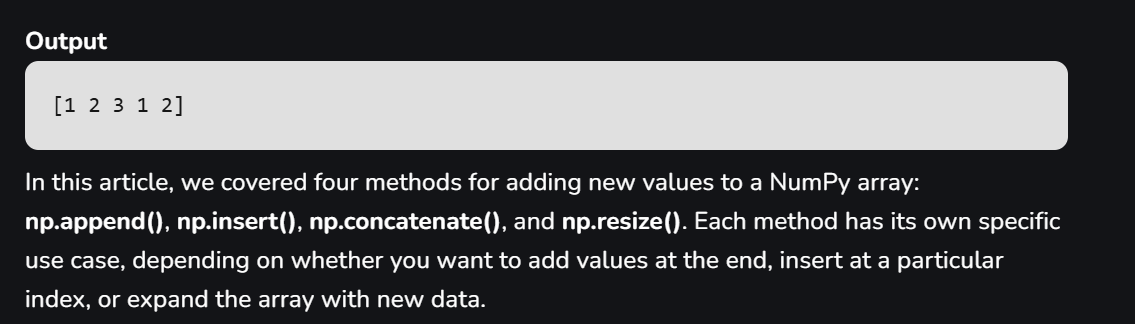 Output
[1 2 3 1 2]
In this article, we covered four methods for adding new values to a NumPy array:
np.append(), np.insert(), np.concatenate(), and np.resize(). Each method has its own specific
use case, depending on whether you want to add values at the end, insert at a particular
index, or expand the array with new data.